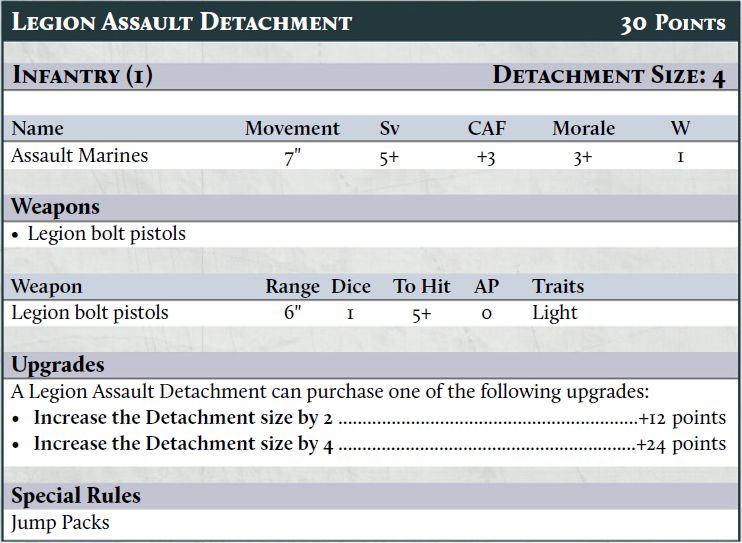 LEGION ASSAULT DETACHMENT 30 POINTS
INFANTRY (1) DETACHMENT SIZE: 4
Name Movement Sv CAF Morale W
Assault Marines 7" 5+ +3 3+ 1
Weapons
• Legion bolt pistols
Weapon Range Dice To Hit AP Traits
Legion bolt pistols 6" 1 5+ 0 Light
Upgrades
A Legion Assault Detachment can purchase one of the following upgrades:
• Increase the Detachment size by 2 ..............................................................+12 points
• Increase the Detachment size by 4 ..............................................................+24 points
Special Rules
Jump Packs